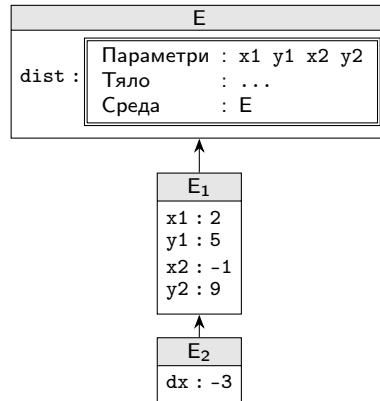 E
dist : Параметри : x1 y1 x2 y2
Тяло : ...
Среда : E
E₁
x1 : 2
y1 : 5
x2 : -1
y2 : 9
E₂
dx : -3